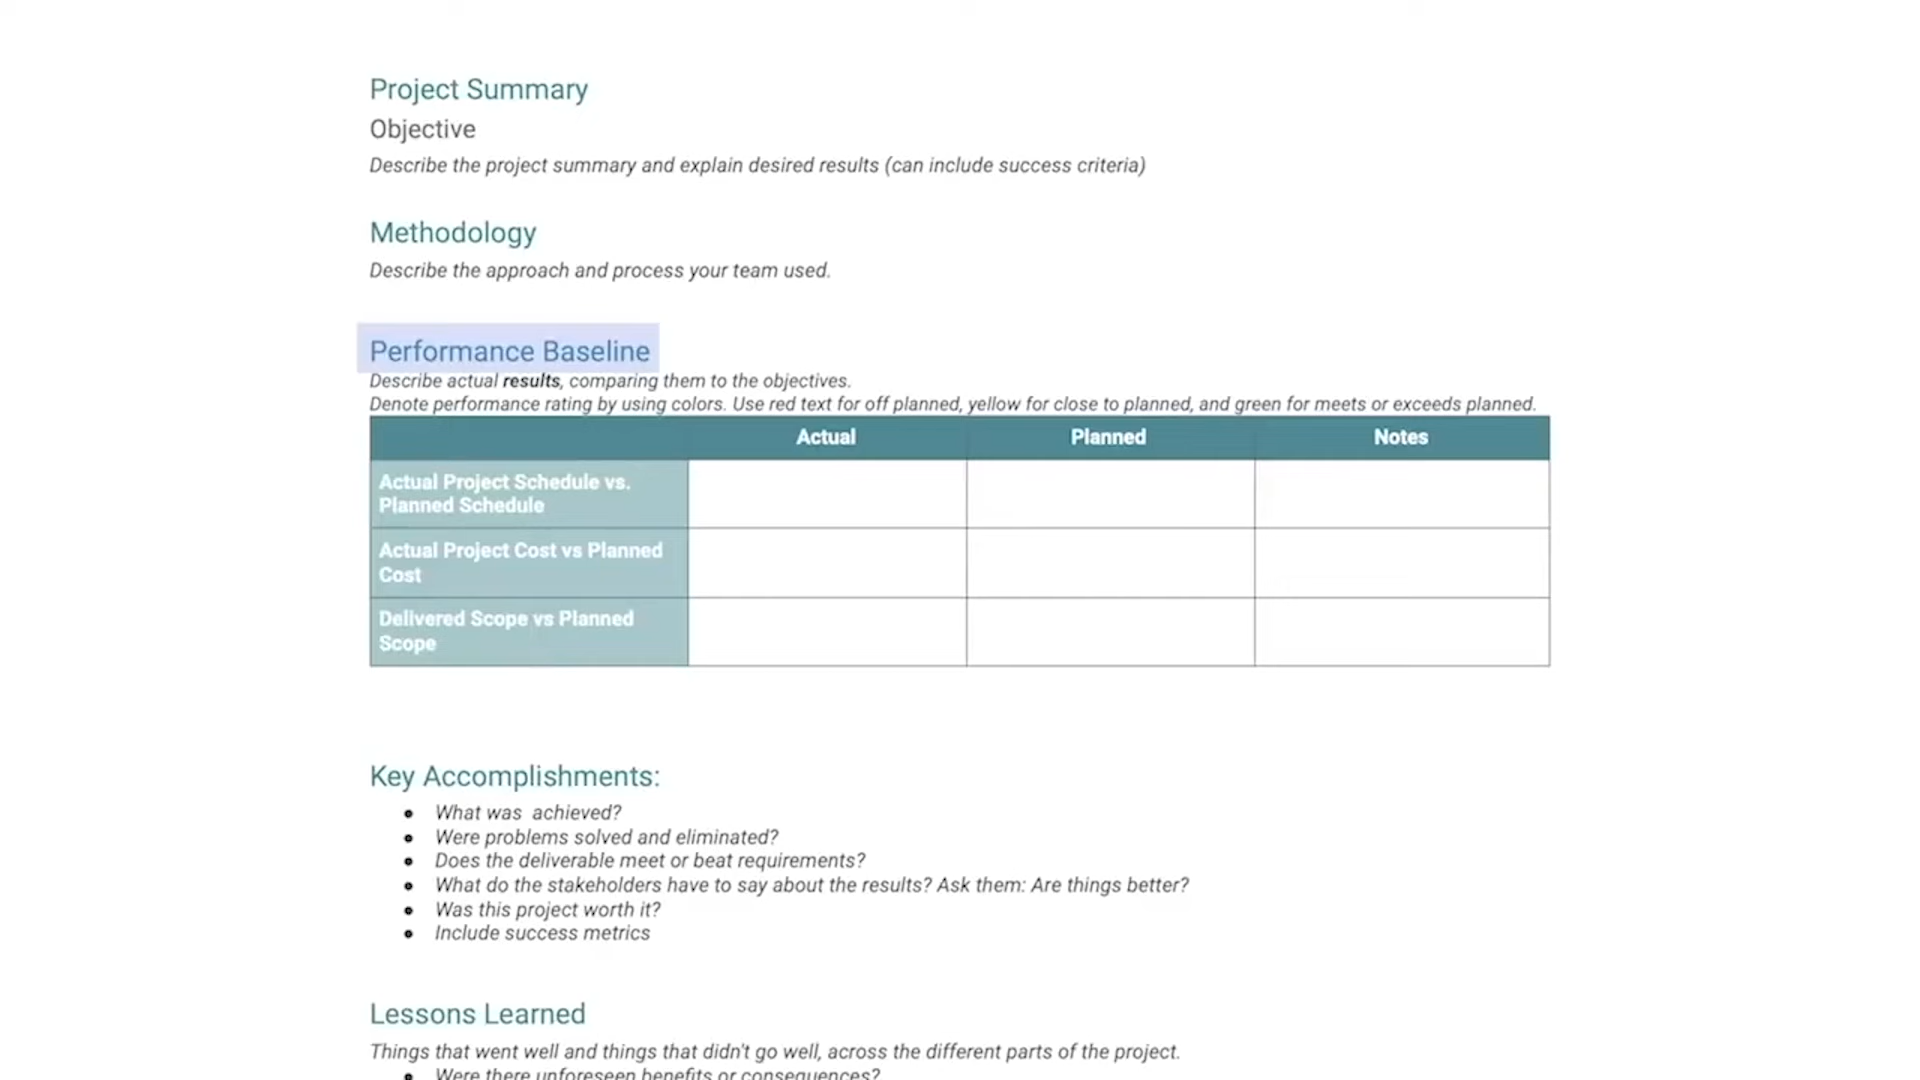 Project Summary
Objective
Describe the project summary and explain desired results (can include success criteria)
Methodology
Describe the approach and process your team used.
Performance Baseline
Describe actual results, comparing them to the objectives.
Denote performance rating by using colors. Use red text for off planned, yellow for close to planned, and green for meets or exceeds planned.
Actual Planned Notes
Actual Project Schedule vs.
Planned Schedule
Actual Project Cost vs Planned
Cost
Delivered Scope vs Planned
Scope
Key Accomplishments:
What was  achieved?
Were problems solved and eliminated?
Does the deliverable meet or beat requirements?
What do the stakeholders have to say about the results? Ask them: Are things better?
Was this project worth it?
Include success metrics
Lessons Learned
Things that went well and things that didn't go well, across the different parts of the project.
Were there unforeseen benefits or consequences?